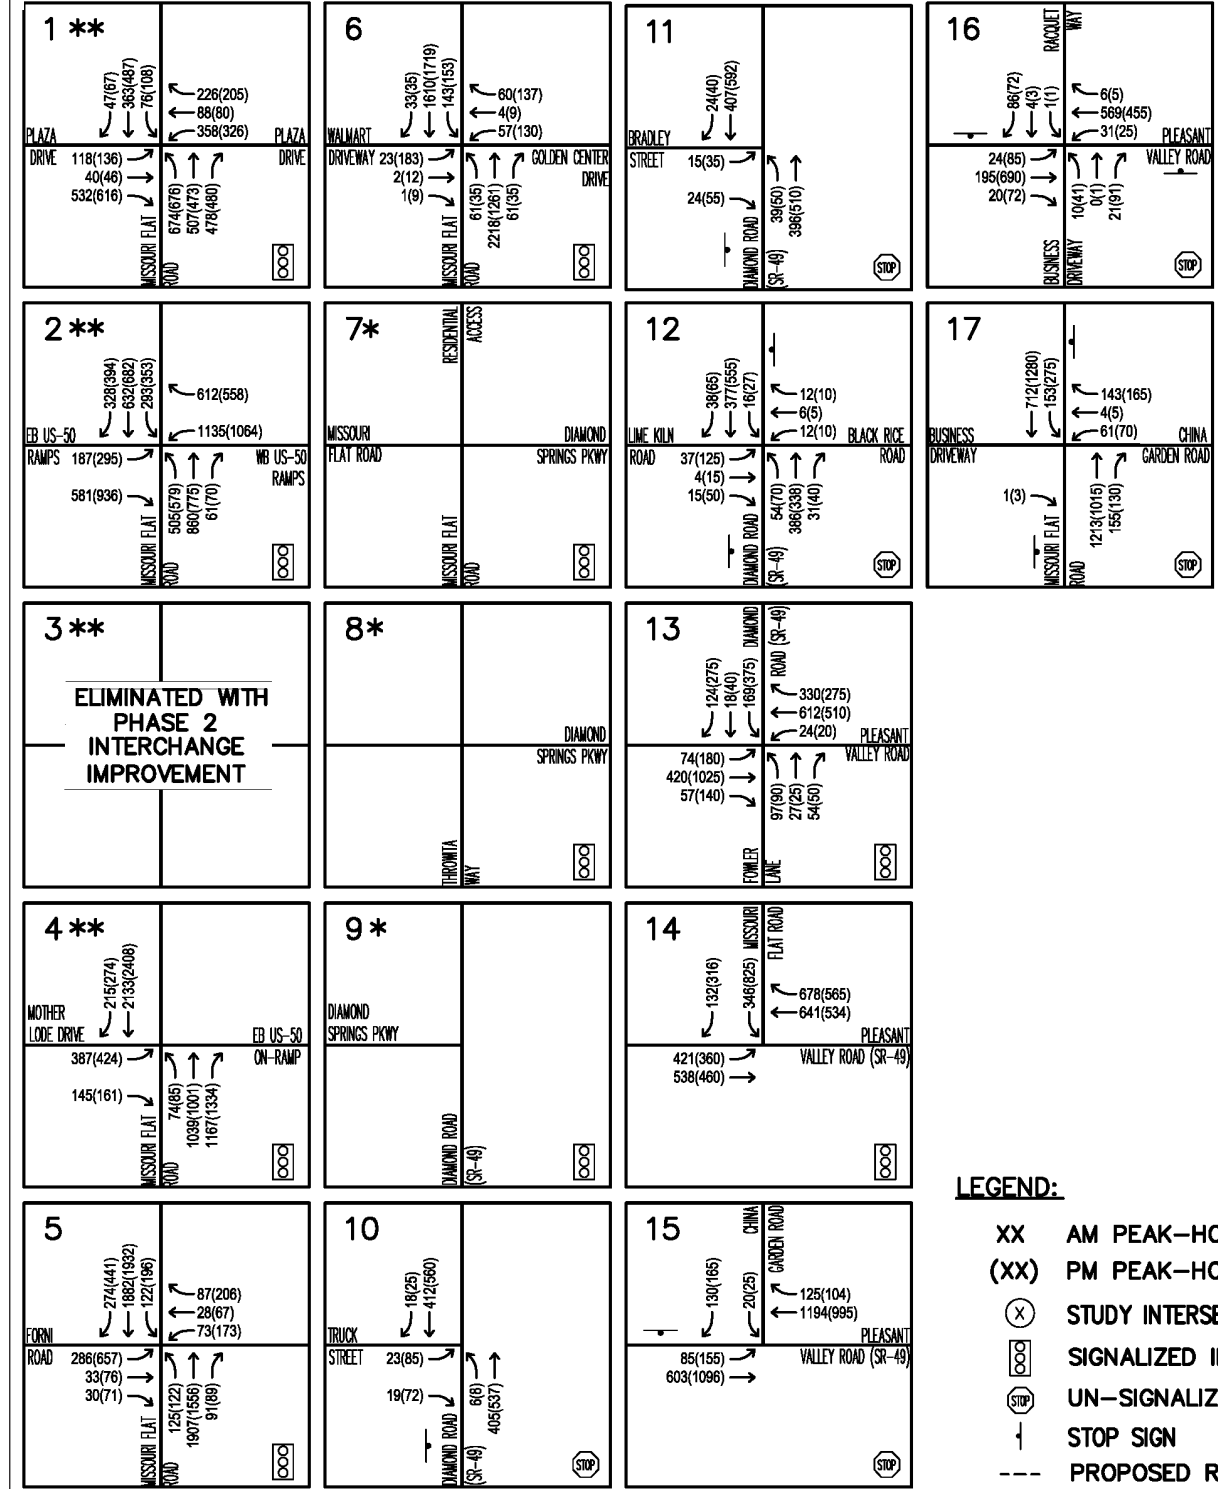 1 **
47(67)
363(487)
76(108)
226(205)
88(80)
358(326)
PLAZA
DRIVE
PLAZA
DRIVE
118(136)
40(46)
532(616)
674(676)
507(473)
478(480)
MISSOURI FLAT
ROAD
6
33(35)
1610(1719)
143(153)
60(137)
4(9)
57(130)
WALMART
DRIVEWAY
GOLDEN CENTER
DRIVE
23(183)
2(12)
1(9)
61(35)
2218(1261)
61(35)
MISSOURI FLAT
ROAD
11
24(40)
407(592)
BRADLEY
STREET
15(35)
24(55)
39(50)
396(510)
DIAMOND ROAD
(SR-49)
STOP
16
RACQUET
WAY
86(72)
4(3)
1(1)
6(5)
569(455)
31(25)
PLEASANT
VALLEY ROAD
24(85)
195(690)
20(72)
10(41)
0(1)
21(91)
BUSINESS
DRIVEWAY
STOP
2 **
328(394)
632(682)
293(353)
612(558)
1135(1064)
EB US-50
RAMPS
WB US-50
RAMPS
187(295)
581(936)
505(579)
860(775)
61(70)
MISSOURI FLAT
ROAD
7*
RESIDENTIAL
ACCESS
MISSOURI
FLAT ROAD
DIAMOND
SPRINGS PKWY
MISSOURI FLAT
ROAD
12
38(65)
377(555)
16(27)
12(10)
6(5)
12(10)
LIME KILN
ROAD
BLACK RICE
ROAD
37(125)
4(15)
15(50)
54(70)
386(338)
31(40)
DIAMOND ROAD
(SR-49)
STOP
17
712(1280)
153(275)
143(165)
4(5)
61(70)
BUSINESS
DRIVEWAY
CHINA
GARDEN ROAD
1(3)
1213(1015)
155(130)
MISSOURI FLAT
ROAD
STOP
3 **
ELIMINATED WITH
PHASE 2
INTERCHANGE
IMPROVEMENT
8*
DIAMOND
SPRINGS PKWY
THROWITA
WAY
13
DIAMOND
ROAD (SR-49)
124(275)
18(40)
169(375)
330(275)
612(510)
24(20)
PLEASANT
VALLEY ROAD
74(180)
420(1025)
57(140)
97(90)
27(25)
54(50)
FOWLER
LANE
4 **
215(274)
2133(2408)
MOTHER
LODE DRIVE
EB US-50
ON-RAMP
387(424)
145(161)
74(85)
1039(1001)
1167(1334)
MISSOURI FLAT
ROAD
9*
DIAMOND
SPRINGS PKWY
DIAMOND ROAD
(SR-49)
14
MISSOURI
FLAT ROAD
132(316)
346(825)
678(565)
641(534)
PLEASANT
VALLEY ROAD (SR-49)
421(360)
538(460)
5
274(441)
1882(1932)
122(196)
87(206)
28(67)
73(173)
FORNI
ROAD
286(657)
33(76)
30(71)
125(122)
1907(1556)
91(89)
MISSOURI FLAT
ROAD
10
18(25)
412(560)
TRUCK
STREET
23(85)
19(72)
6(8)
405(537)
DIAMOND ROAD
(SR-49)
STOP
15
CHINA
GARDEN ROAD
130(165)
20(25)
125(104)
1194(995)
PLEASANT
VALLEY ROAD (SR-49)
85(155)
603(1096)
STOP
LEGEND:
XX AM PEAK-HO
(XX) PM PEAK-HO
X STUDY INTERSE
SIGNALIZED I
STOP UN-SIGNALIZ
STOP SIGN
--- PROPOSED R